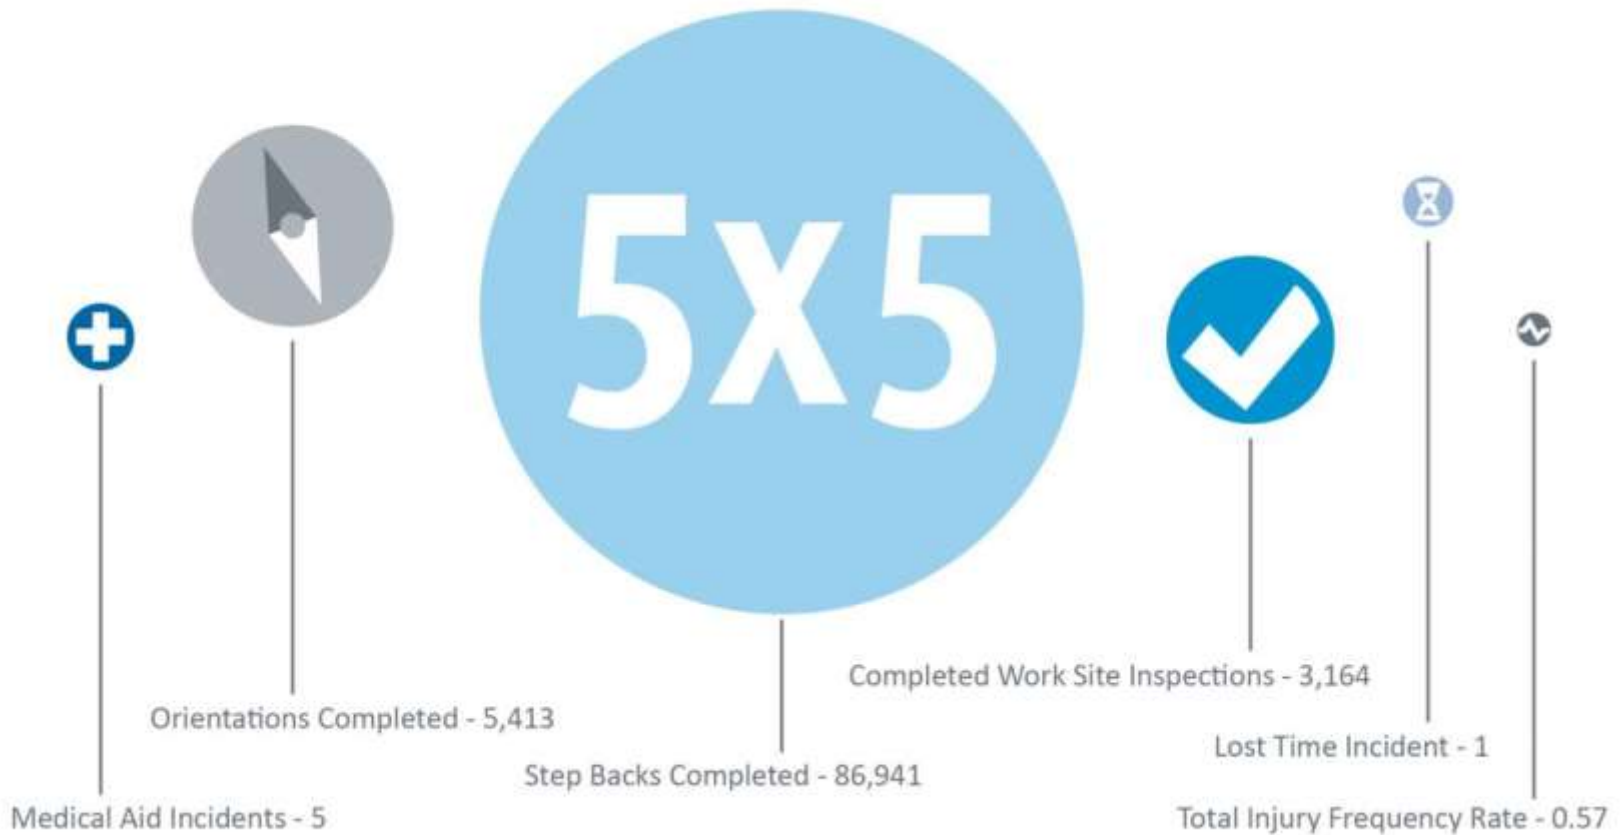 5x5
Completed Work Site Inspections - 3,164
Orientations Completed - 5,413
Lost Time Incident - 1
Step Backs Completed - 86,941
Medical Aid Incidents - 5
Total Injury Frequency Rate - 0.57